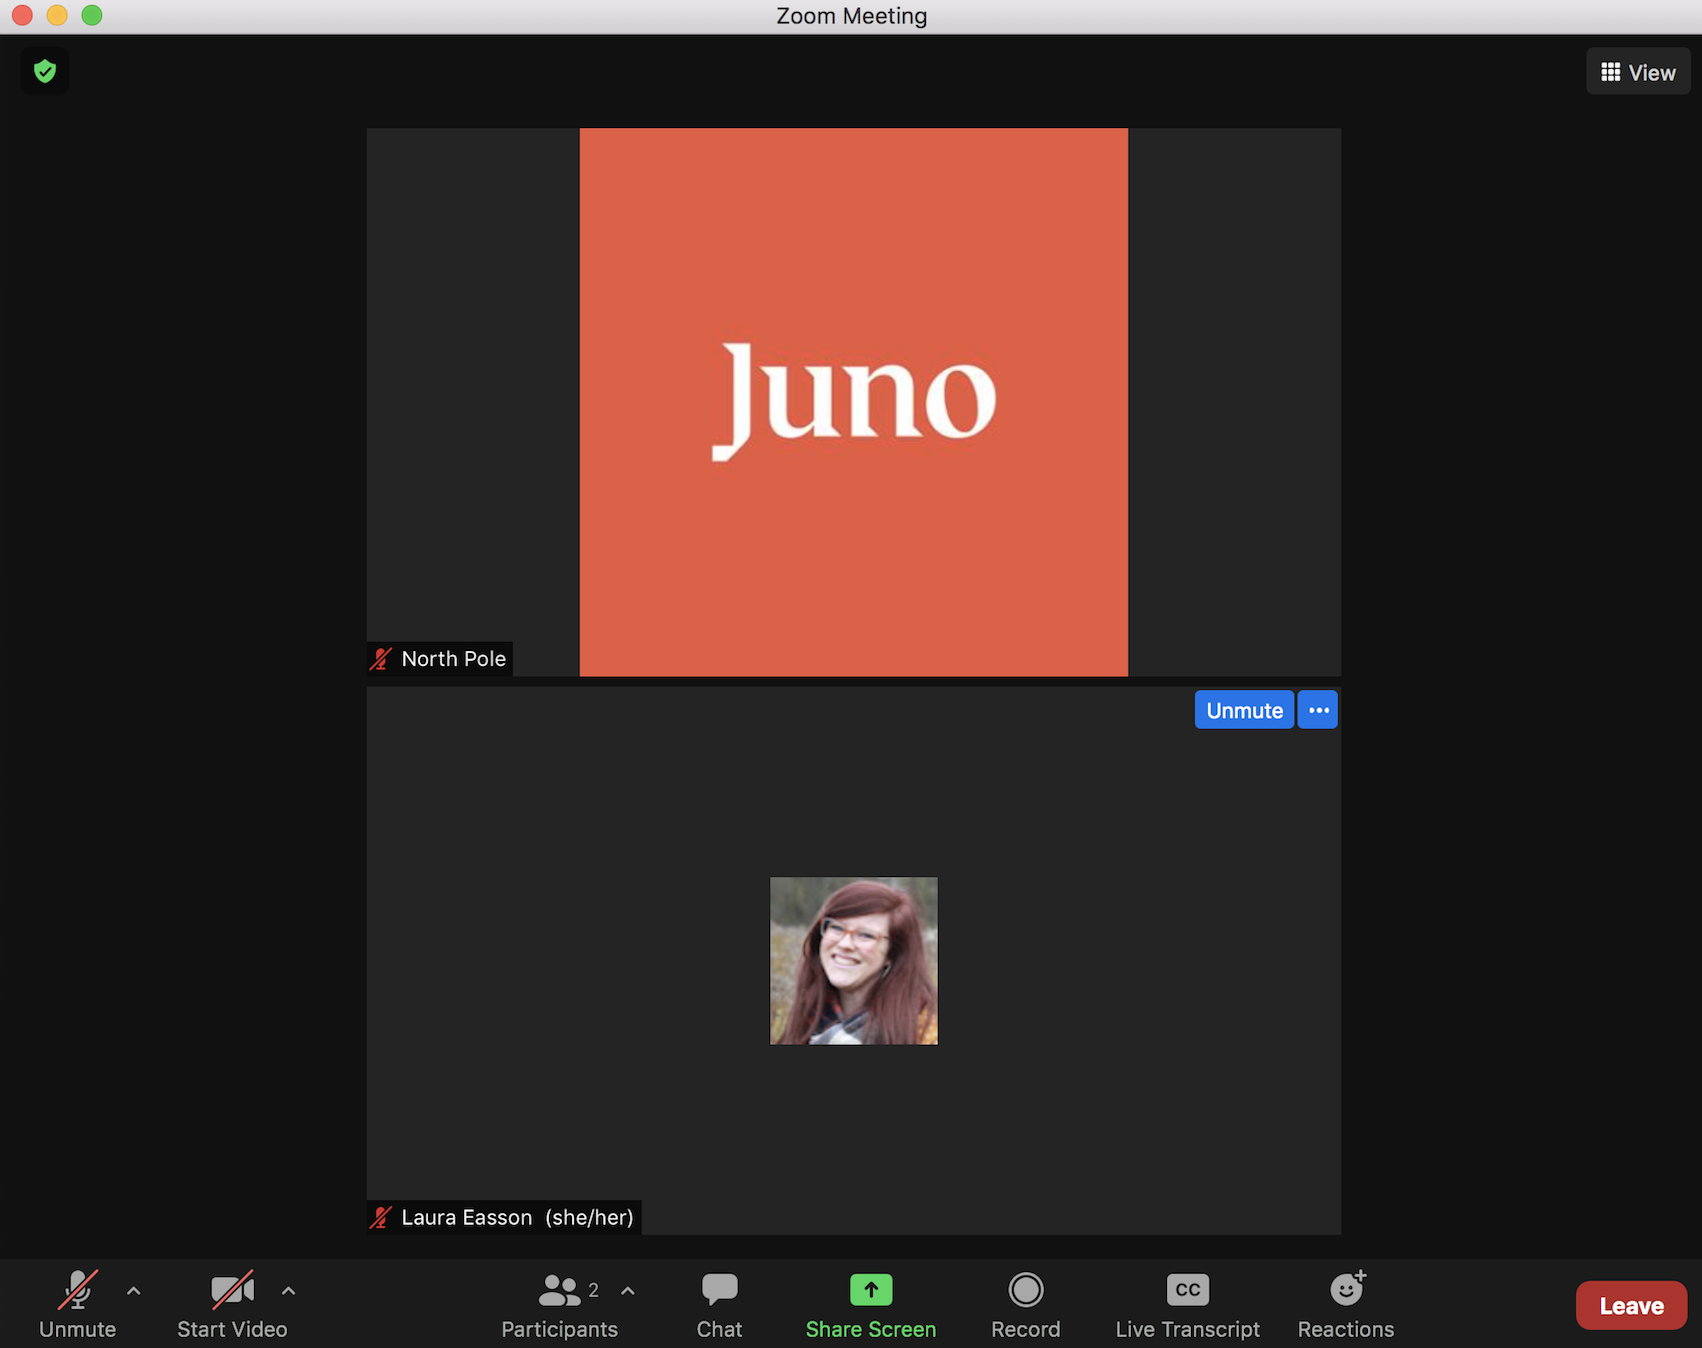 Zoom Meeting
View
Juno
North Pole
Unmute
Laura Easson (she/her)
2
CC
Unmute
Start Video
Participants
Chat
Share Screen
Record
Live Transcript
Reactions
Leave